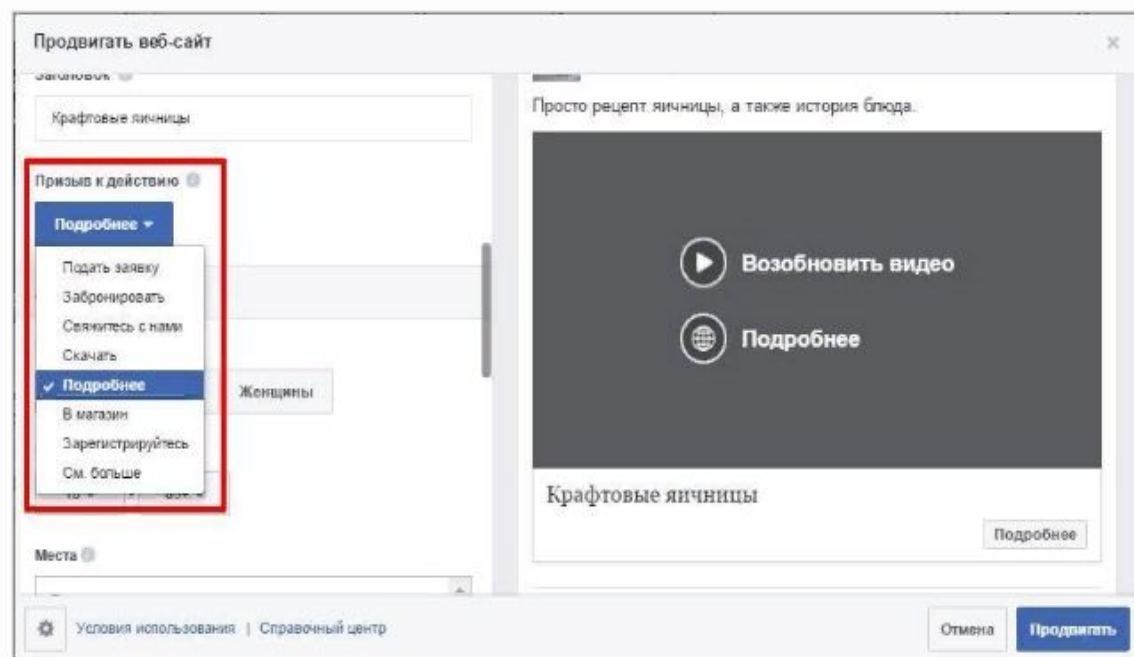 Продвигать веб-сайт
Заголовок
Крафтовые яичницы
Призыв к действию
Подробнее
Подать заявку
Забронировать
Свяжитесь с нами
Скачать
Подробнее
В магазин
Зарегистрируйтесь
См. больше
Женщины
Места
Условия использования | Справочный центр
Просто рецепт яичницы, а также история блюда.
Возобновить видео
Подробнее
Крафтовые яичницы
Подробнее
Отмена
Продвигать